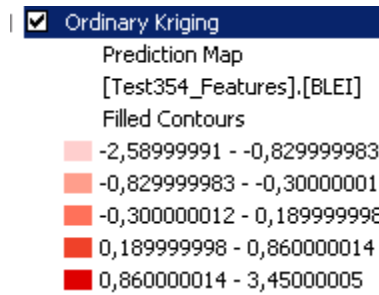 Ordinary Kriging
Prediction Map
[Test354_Features].[BLEI]
Filled Contours
-2,58999991 - -0,829999983
-0,829999983 - -0,30000001
-0,300000012 - 0,189999998
0,189999998 - 0,860000014
0,860000014 - 3,45000005